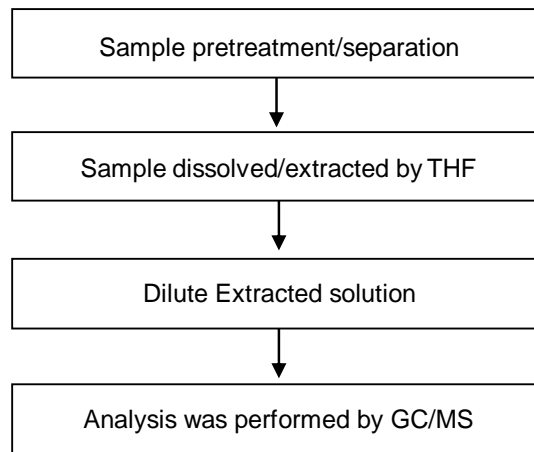 Sample pretreatment/separation
Sample dissolved/extracted by THF
Dilute Extracted solution
Analysis was performed by GC/MS